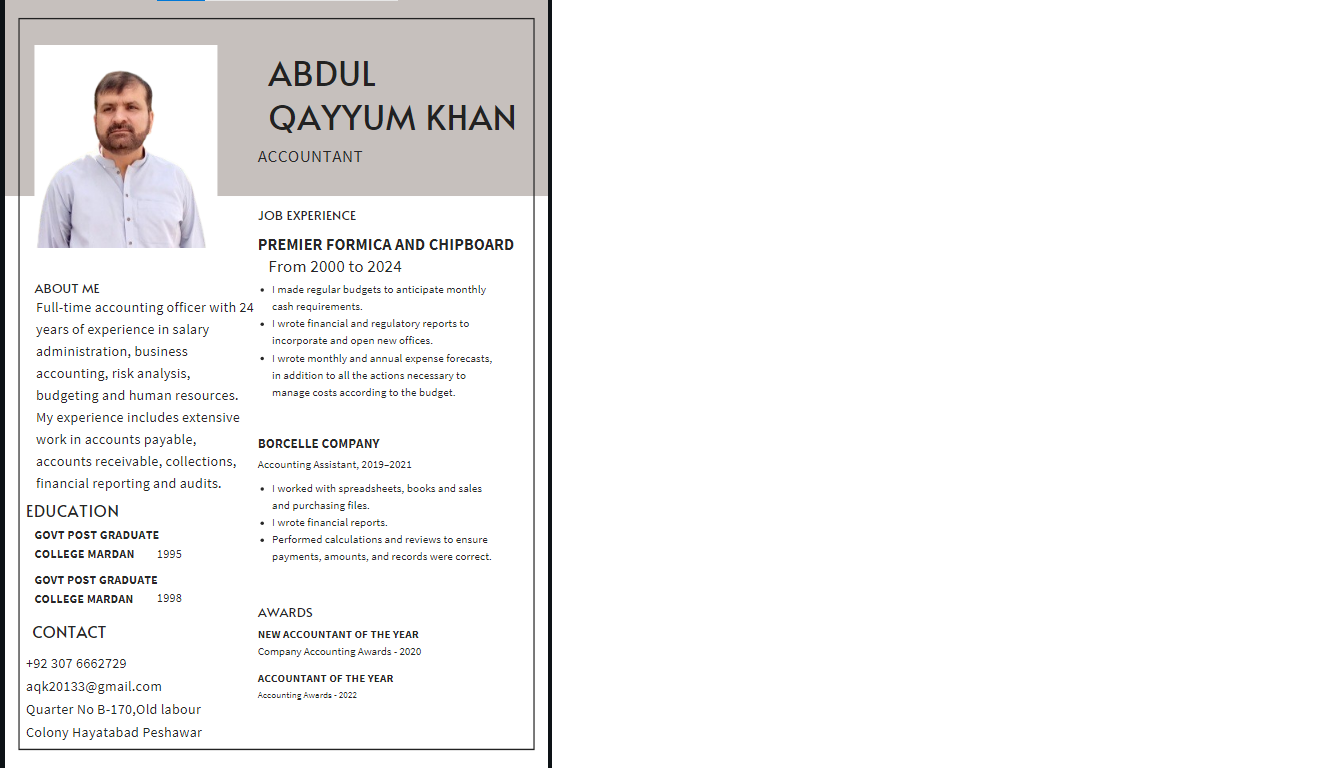 ABDUL
QAYYUM KHAN
ACCOUNTANT
ABOUT ME
Full-time accounting officer with 24
years of experience in salary
administration, business
accounting, risk analysis,
budgeting and human resources.
My experience includes extensive
work in accounts payable,
accounts receivable, collections,
financial reporting and audits.
EDUCATION
GOVT POST GRADUATE
COLLEGE MARDAN 1995
GOVT POST GRADUATE
COLLEGE MARDAN 1998
CONTACT
+92 307 6662729
aqk20133@gmail.com
Quarter No B-170,Old labour
Colony Hayatabad Peshawar
JOB EXPERIENCE
PREMIER FORMICA AND CHIPBOARD
From 2000 to 2024
• I made regular budgets to anticipate monthly
cash requirements.
• I wrote financial and regulatory reports to
incorporate and open new offices.
• I wrote monthly and annual expense forecasts,
in addition to all the actions necessary to
manage costs according to the budget.
BORCELLE COMPANY
Accounting Assistant, 2019–2021
• I worked with spreadsheets, books and sales
and purchasing files.
• I wrote financial reports.
• Performed calculations and reviews to ensure
payments, amounts, and records were correct.
AWARDS
NEW ACCOUNTANT OF THE YEAR
Company Accounting Awards - 2020
ACCOUNTANT OF THE YEAR
Accounting Awards - 2022